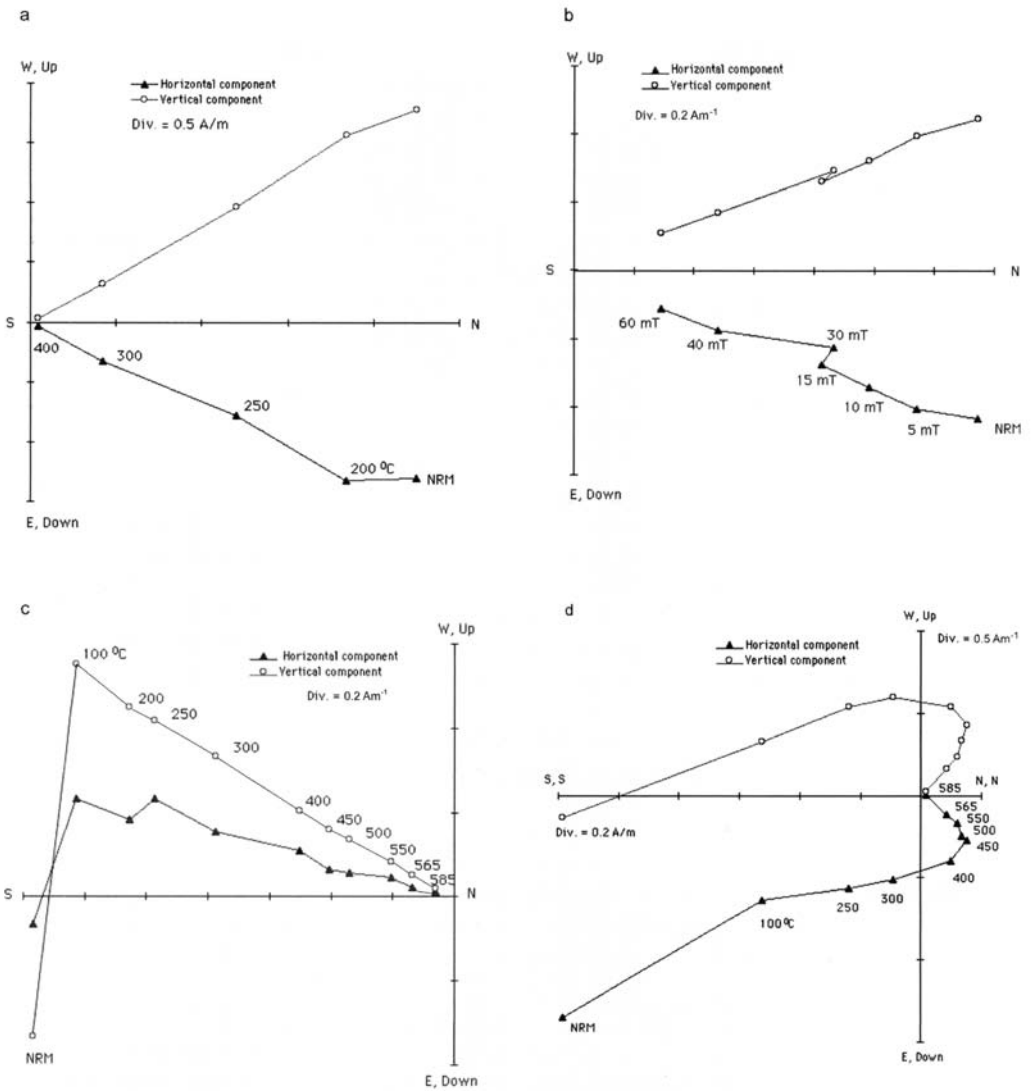 a
W, Up
Horizontal component
Vertical component
Div. = 0.5 A/m
S
N
400
300
250
200 ⁰C
NRM
E, Down
b
Horizontal component
Vertical component
Div. = 0.2 Am⁻¹
S
N
60 mT
40 mT
30 mT
15 mT
10 mT
5 mT
NRM
E, Down
c
W, Up
Horizontal component
Vertical component
Div. = 0.2 Am⁻¹
100 ⁰C
200
250
300
400
450
500
550
565
585
S
N
NRM
E, Down
d
W, Up
Div. = 0.5 Am⁻¹
Horizontal component
Vertical component
S, S
N, N
Div. = 0.2 A/m
585
565
550
500
450
400
300
250
100 ⁰C
NRM
E, Down